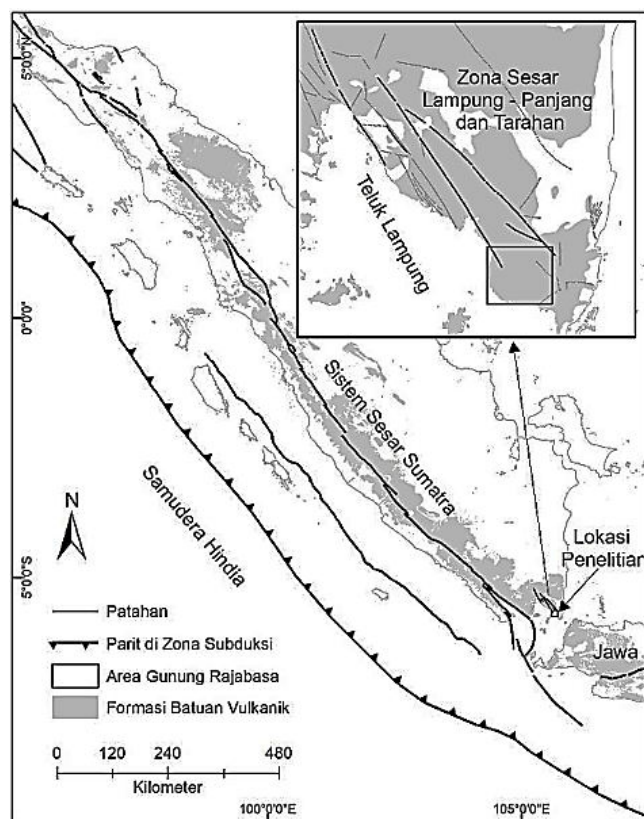 5°0'0"N
0°0'0"
5°0'0"S
Zona Sesar
Lampung - Panjang
dan Tarahan
Teluk Lampung
Sistem Sesar Sumatra
Samudera Hindia
N
Lokasi
Penelitian
Jawa
Patahan
Parit di Zona Subduksi
Area Gunung Rajabasa
Formasi Batuan Vulkanik
0 120 240 480
Kilometer
100°0'0"E
105°0'0"E